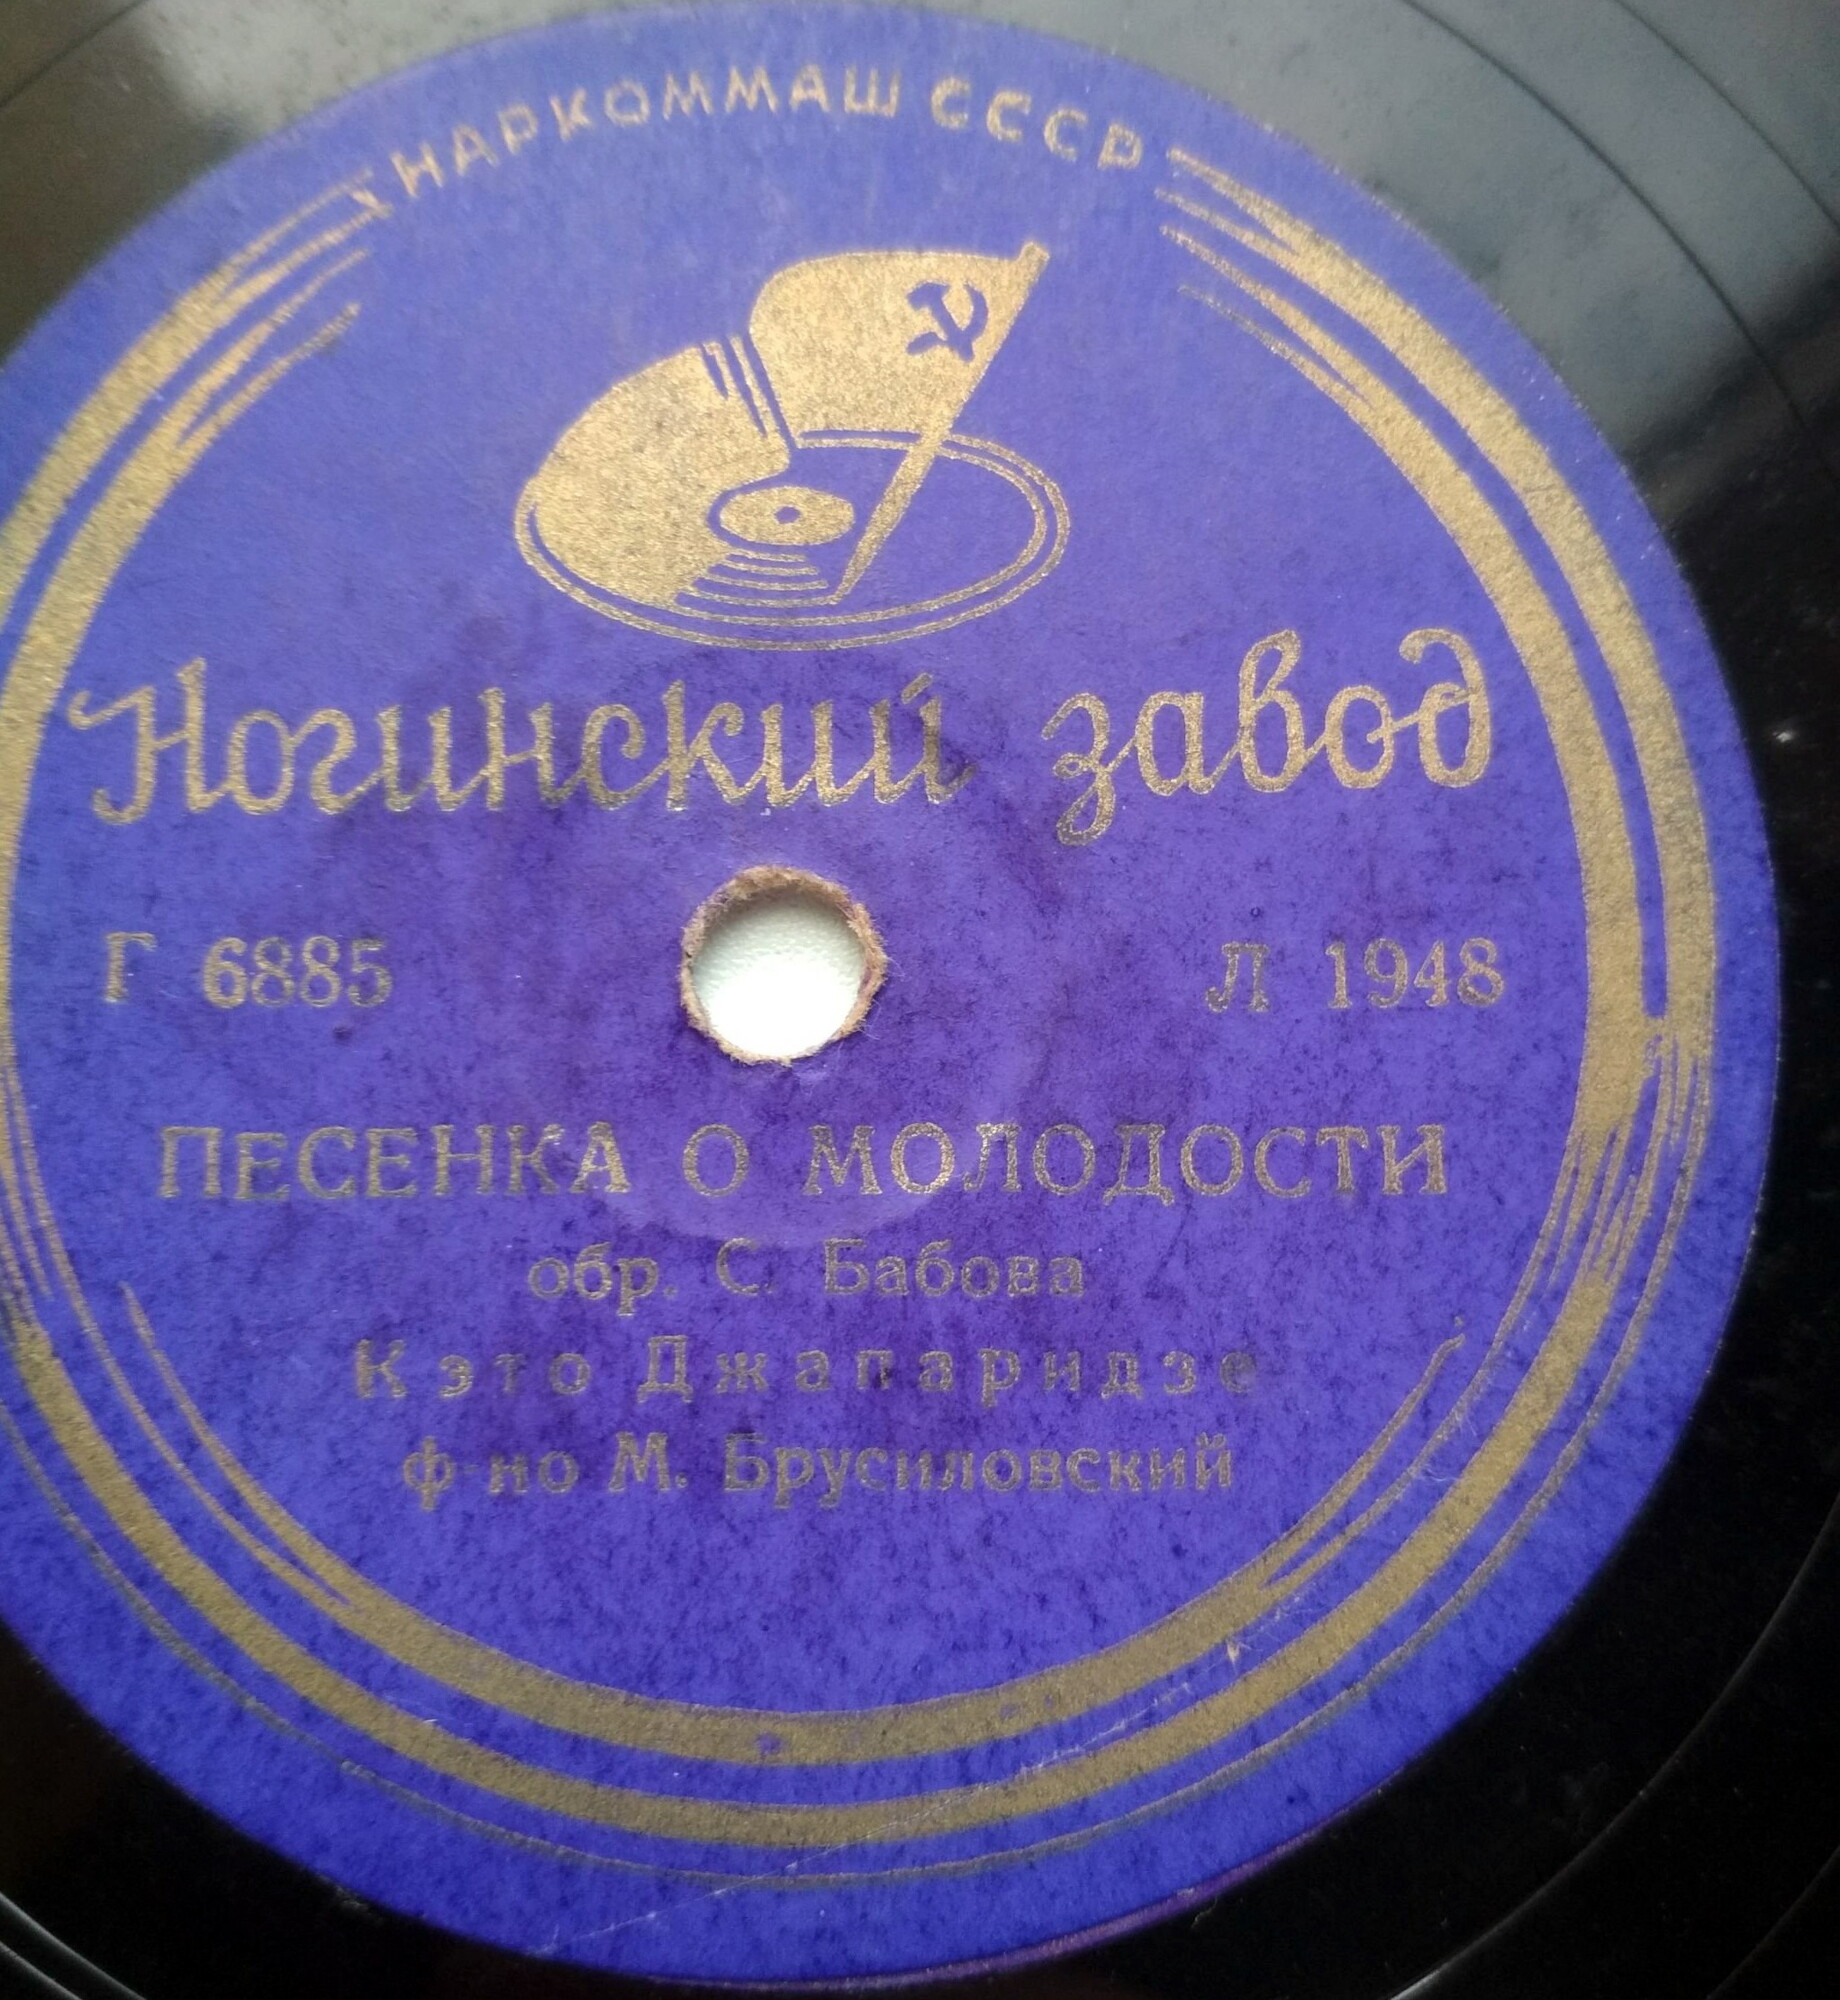 НАРКОММАШ СССР
Ногинский завод
Г 6885 Л 1948
ПЕСЕНКА О МОЛОДОСТИ
обр. С. Бабова
Кэто Джапаридзе
ф-но М. Брусиловский